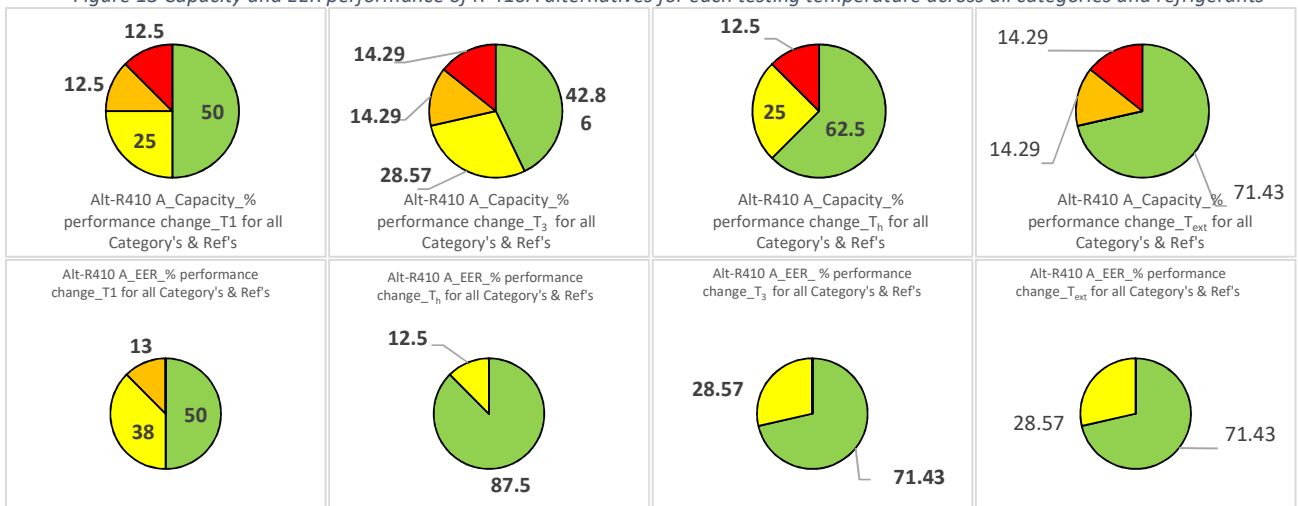 Figure 13 Capacity and EER performance of R-410A alternatives for each testing temperature across all categories and refrigerants
12.5
12.5
50
25
Alt-R410 A_Capacity_%
performance change_T1 for all
Category's & Ref's
14.29
14.29
42.8
6
28.57
Alt-R410 A_Capacity_%
performance change_T3 for all
Category's & Ref's
12.5
25
62.5
Alt-R410 A_Capacity_%
performance change_Th for all
Category's & Ref's
14.29
14.29
71.43
Alt-R410 A_Capacity_%
performance change_Text for all
Category's & Ref's
Alt-R410 A_EER_% performance
change_T1 for all Category's & Ref's
13
50
38
Alt-R410 A_EER_% performance
change_Th for all Category's & Ref's
12.5
87.5
Alt-R410 A_EER_ % performance
change_T3 for all Category's & Ref's
28.57
71.43
Alt-R410 A_EER_% performance
change_Text for all Category's & Ref's
28.57
71.43